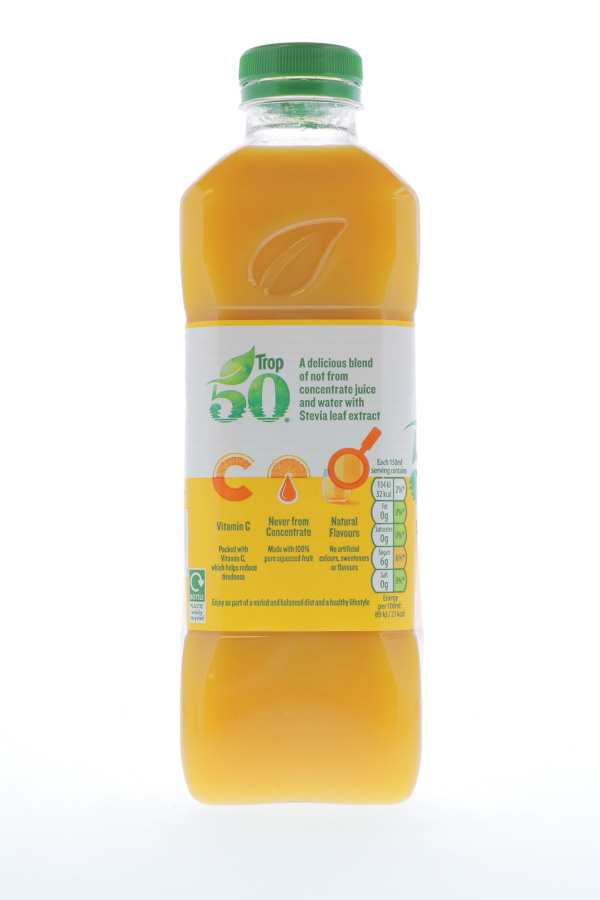 Trop
50®
A delicious blend
of not from
concentrate juice
and water with
Stevia leaf extract
C
Vitamin C
Packed with
Vitamin C,
which helps reduce
tiredness
Never from
Concentrate
Made with 100%
pure squeezed fruit
Natural
Flavours
No artificial
colours, sweeteners
or flavours
Each 150ml
serving contains
134 kJ
32 kcal
2%*
Fat
0g
0%*
Saturates
0g
0%*
Sugars
6g
6%*
Salt
0g
0%*
Energy
per 100ml:
89 kJ / 21 kcal
Enjoy as part of a varied and balanced diet and a healthy lifestyle
BOTTLE
PLASTIC
widely
recycled